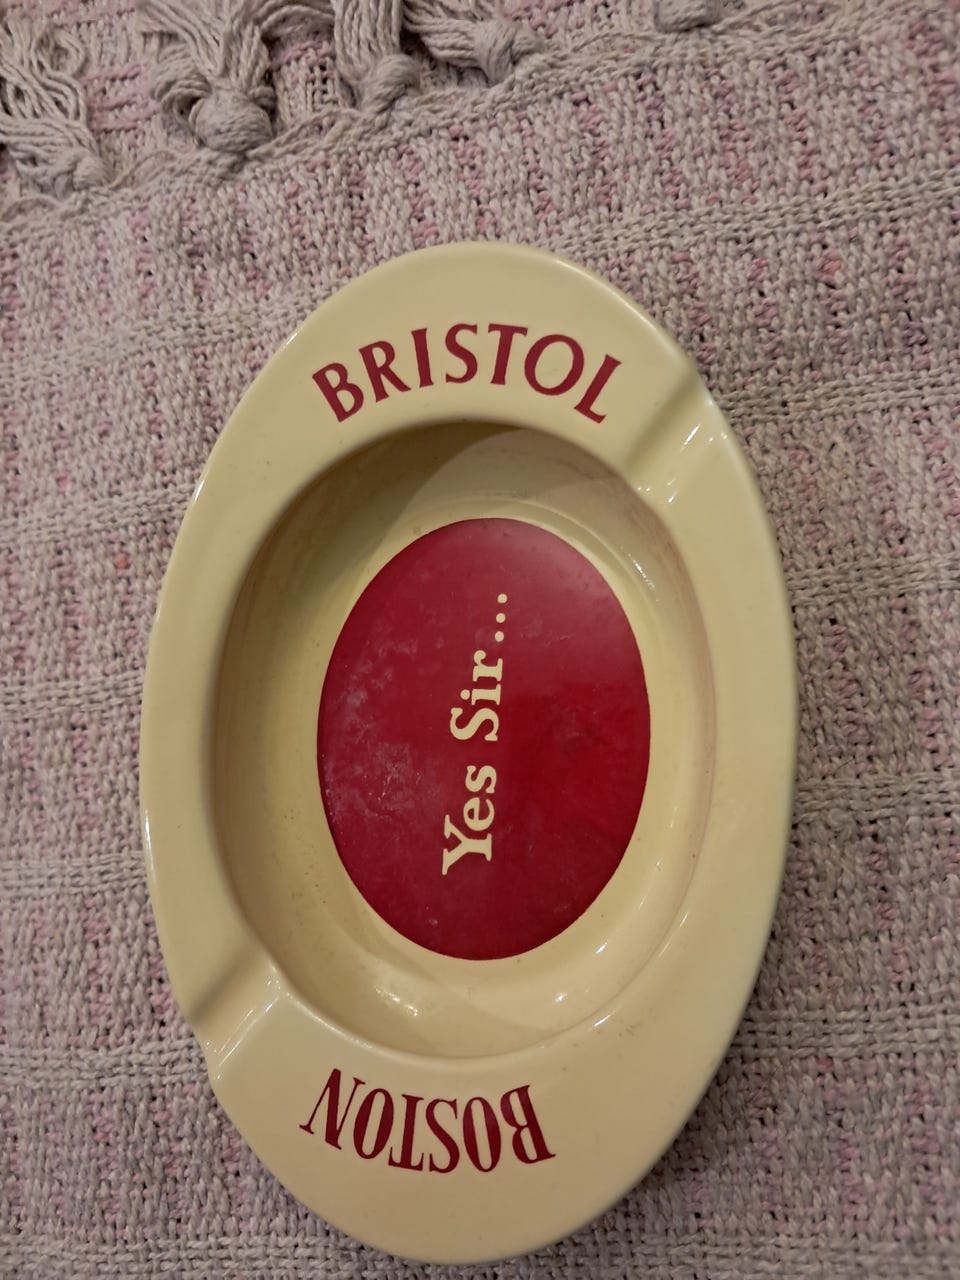 BRISTOL
Yes Sir...
BOSTON